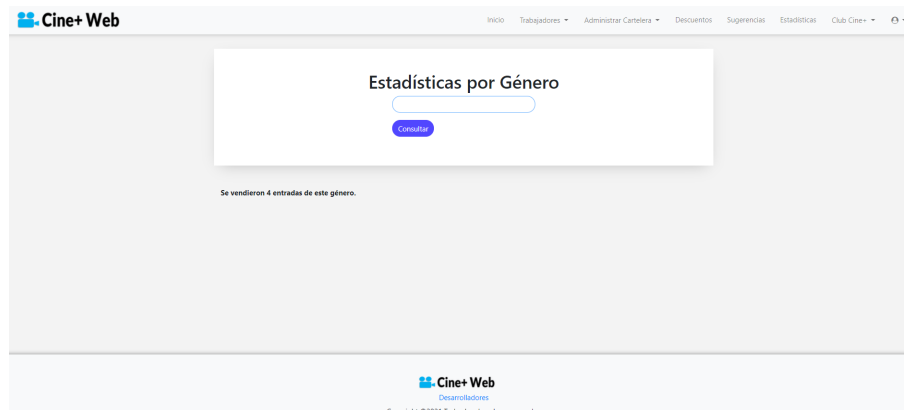 Cine+ Web
Inicio Trabajadores Administrar Cartelera Descuentos Sugerencias Estadísticas Club Cine+
Estadísticas por Género
Consultar
Se vendieron 4 entradas de este género.
Cine+ Web
Desarrolladores